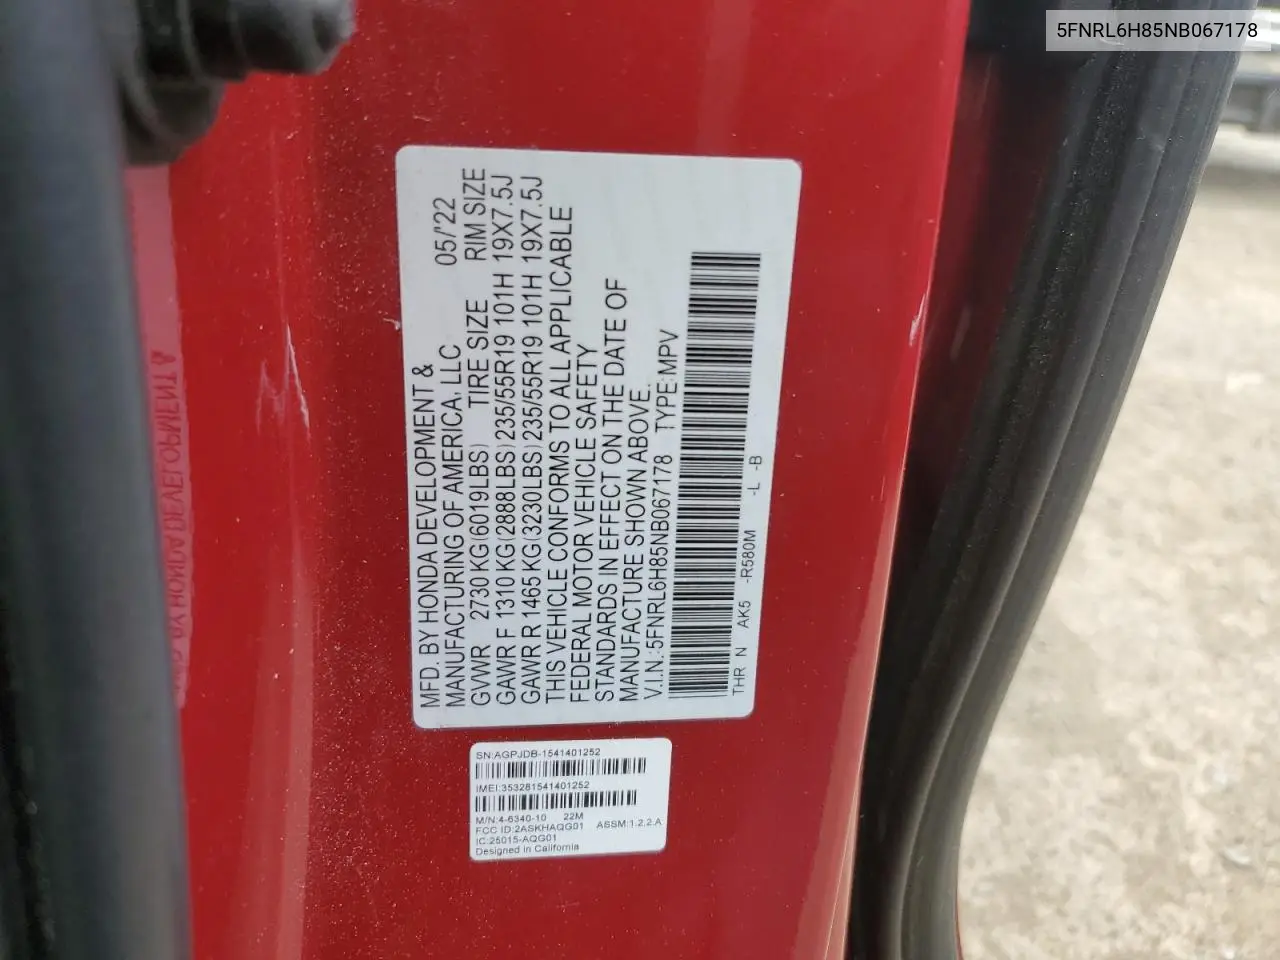 5FNRL6H85NB067178
MFD. BY HONDA DEVELOPMENT &
MANUFACTURING OF AMERICA, LLC 05/'22
GVWR 2730 KG(6019LBS) TIRE SIZE RIM SIZE
GAWR F 1310 KG(2888LBS) 235/55R19 101H 19X7.5J
GAWR R 1465 KG(3230LBS) 235/55R19 101H 19X7.5J
THIS VEHICLE CONFORMS TO ALL APPLICABLE
FEDERAL MOTOR VEHICLE SAFETY
STANDARDS IN EFFECT ON THE DATE OF
MANUFACTURE SHOWN ABOVE.
V.I.N.:5FNRL6H85NB067178 TYPE:MPV
THR N AK5 -R580M -L -B
SN:AGPJDB-1541401252
IMEI:353281541401252
M/N:4-6340-10 22M
FCC ID:2ASKHAQG01 ASSM:1.2.2.A
IC:25015-AQG01
Designed in California